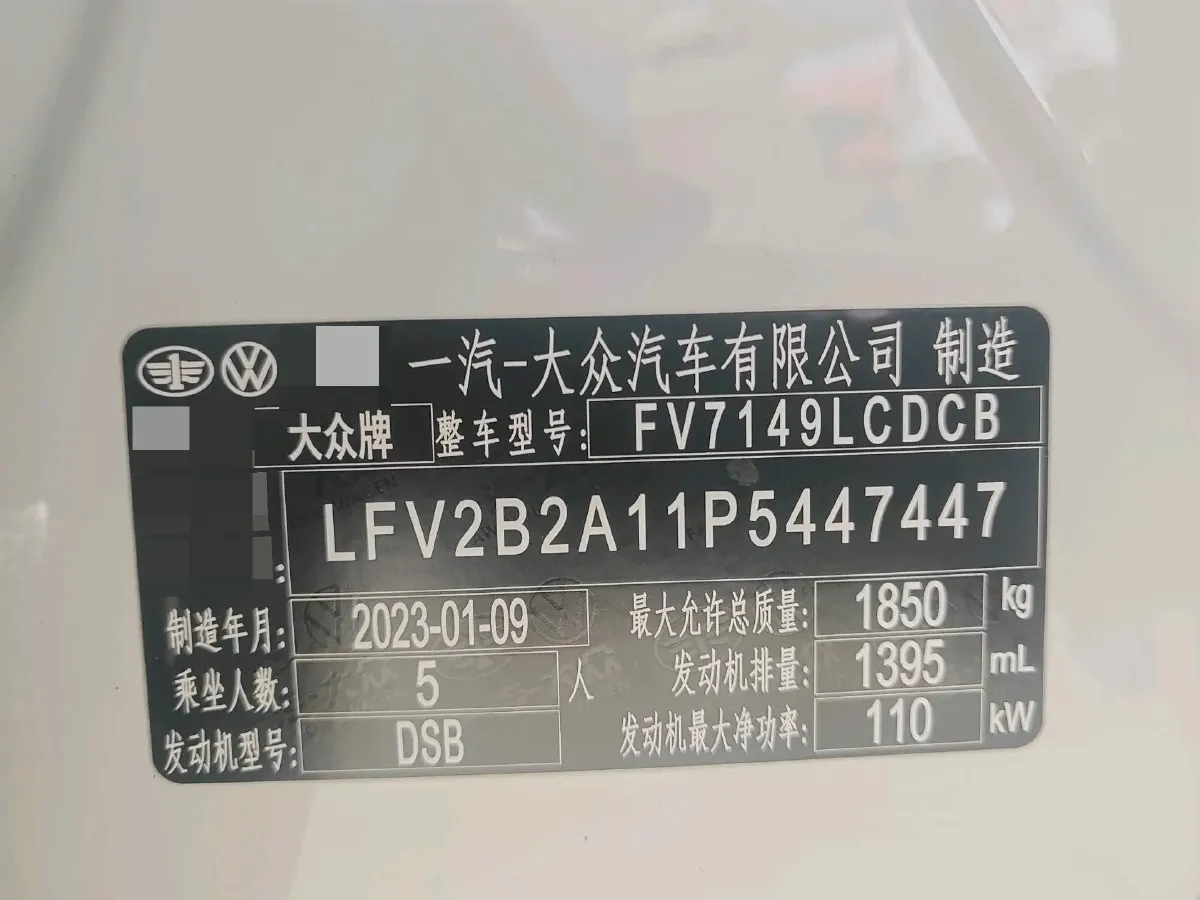 一汽-大众汽车有限公司 制造
大众牌 整车型号: FV7149LCDCB
: LFV2B2A11P5447447
制造年月: 2023-01-09 最大允许总质量: 1850 kg
乘坐人数: 5 人 发动机排量: 1395 mL
发动机型号: DSB 发动机最大净功率: 110 kW